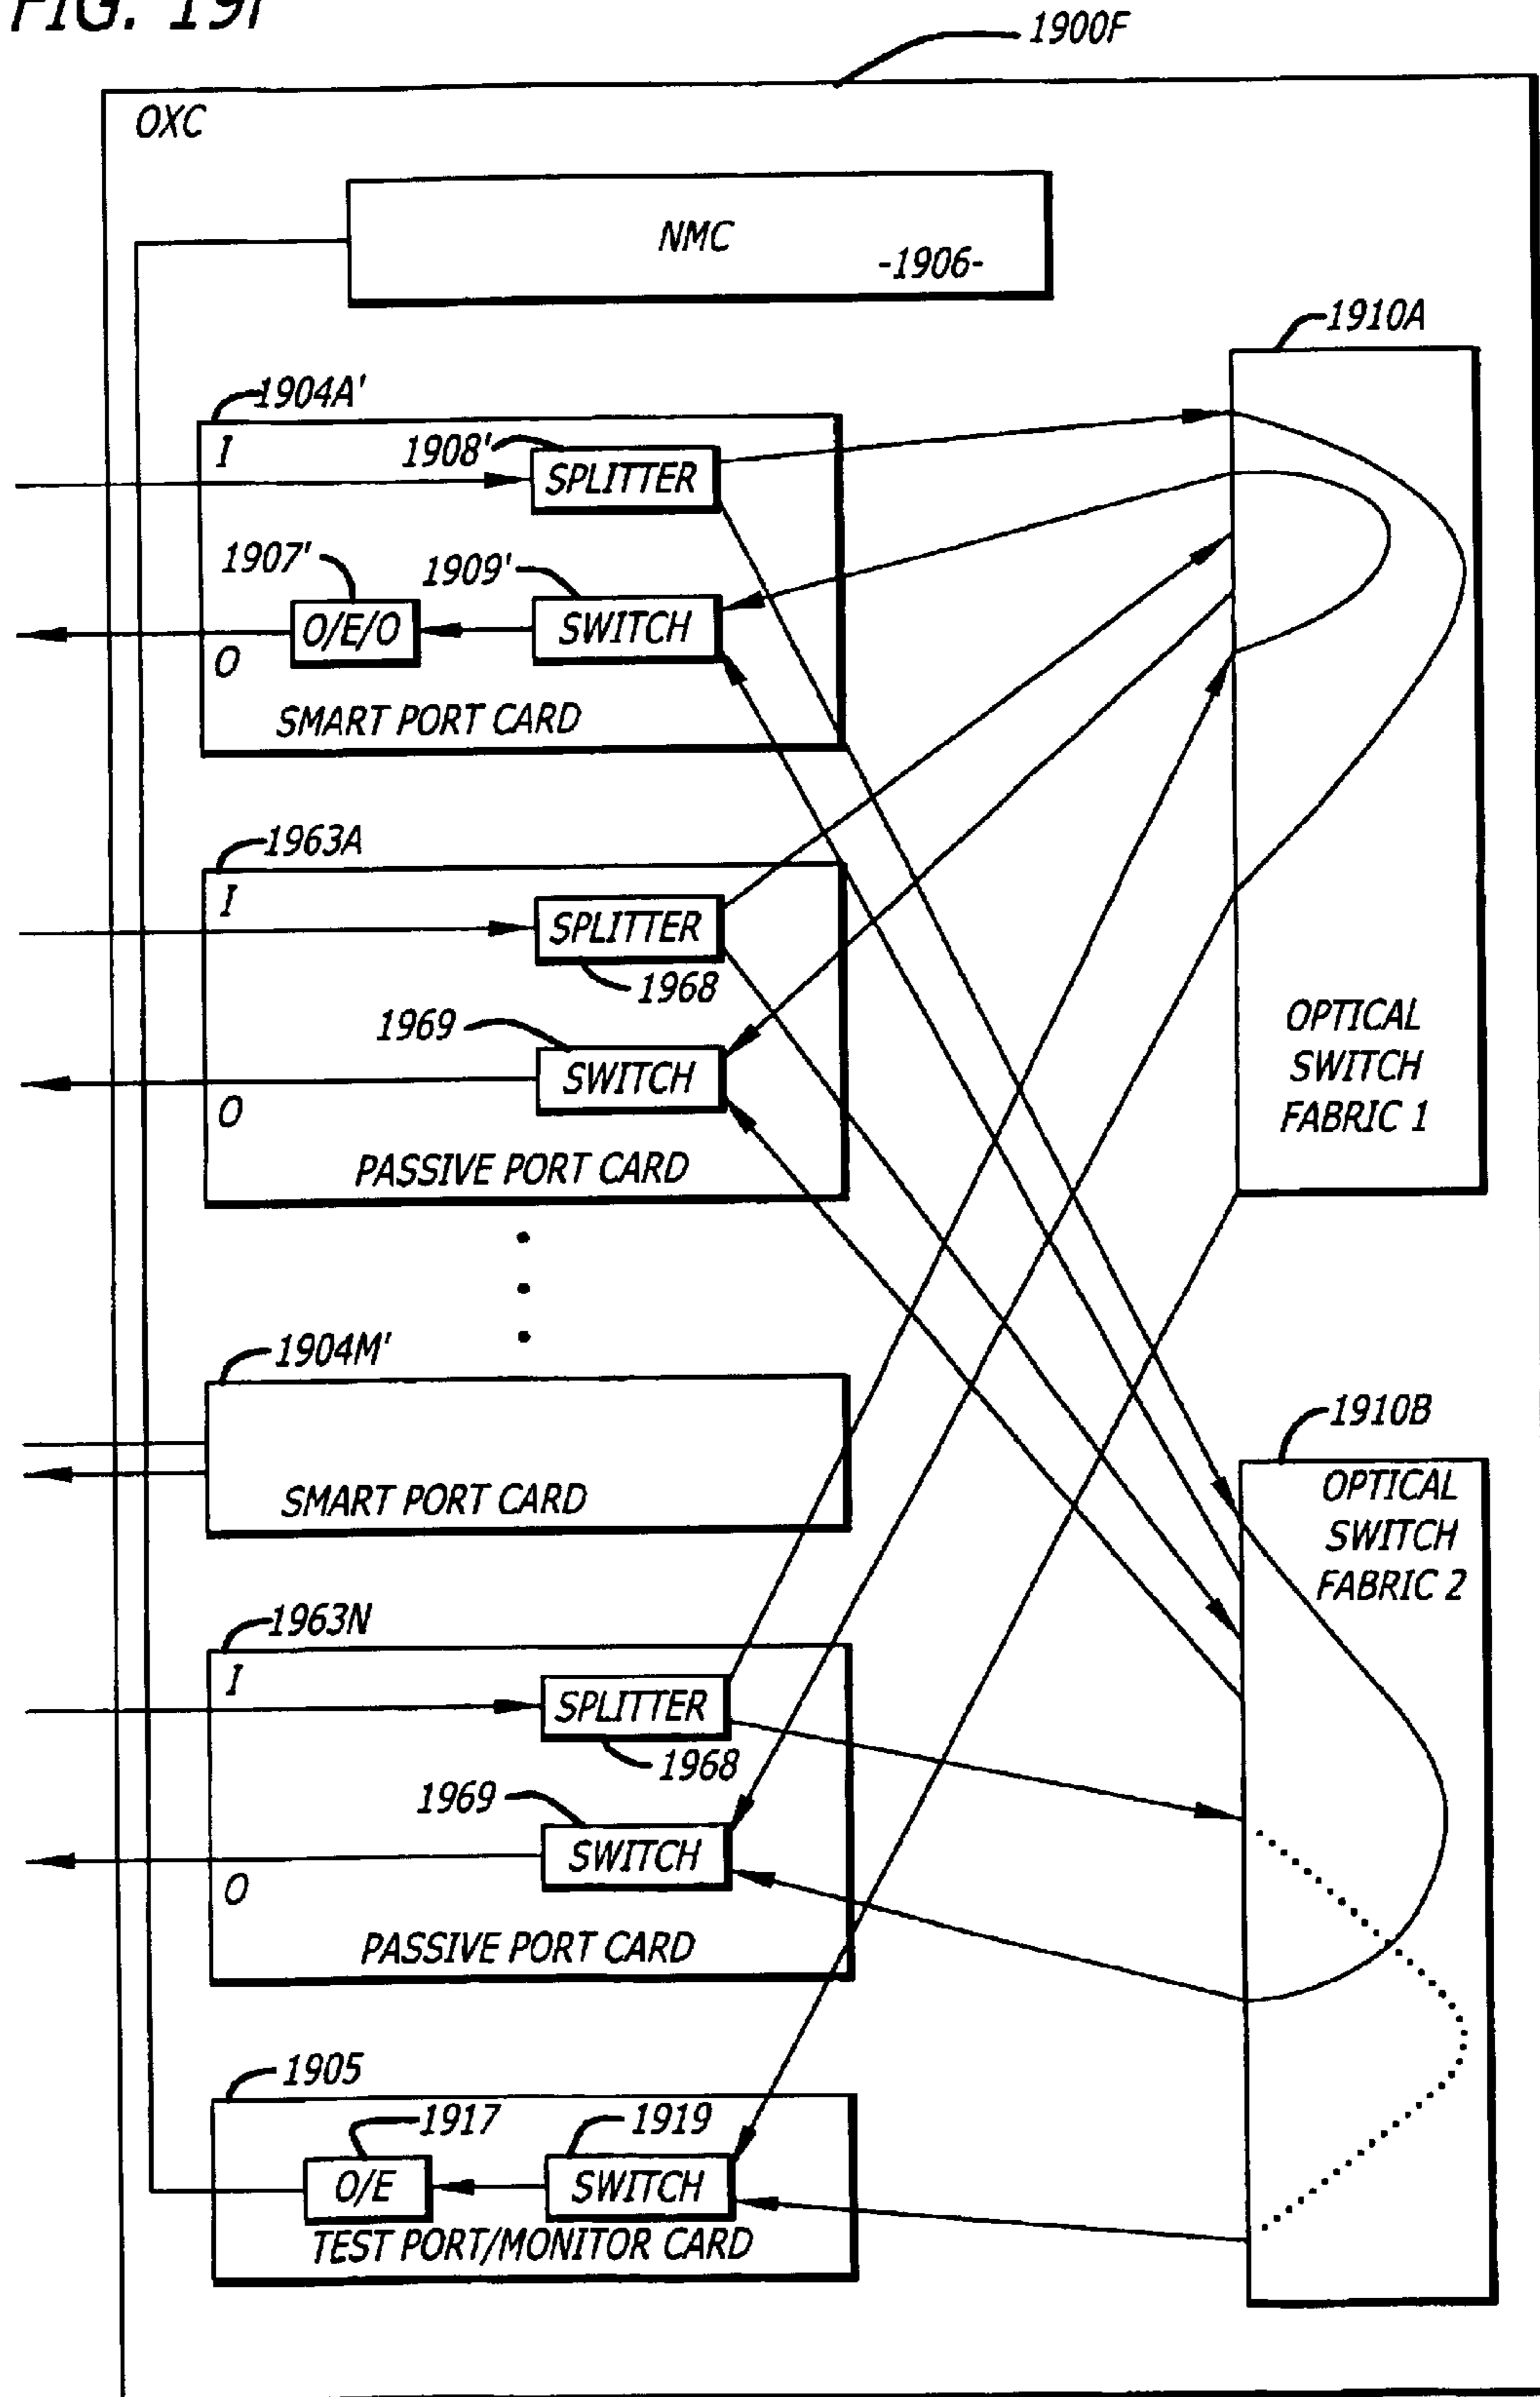 FIG. 19F
1900F
OXC
NMC
-1906-
1910A
1904A'
I
1908'
SPLITTER
1907'
1909'
O/E/O
SWITCH
O
SMART PORT CARD
1963A
I
SPLITTER
1968
1969
SWITCH
O
PASSIVE PORT CARD
OPTICAL
SWITCH
FABRIC 1
1904M'
SMART PORT CARD
1910B
OPTICAL
SWITCH
FABRIC 2
1963N
I
SPLITTER
1968
1969
SWITCH
O
PASSIVE PORT CARD
1905
1917
1919
O/E
SWITCH
TEST PORT/MONITOR CARD